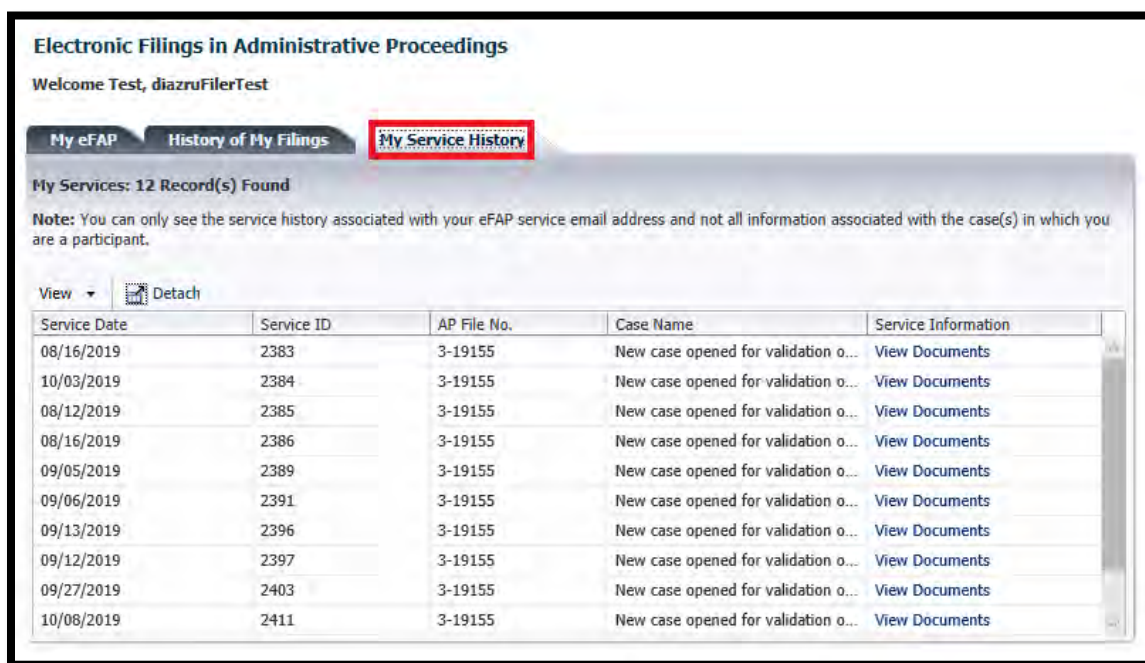 Electronic Filings in Administrative Proceedings
Welcome Test, diazruFilerTest
My eFAP History of My Filings My Service History
My Services: 12 Record(s) Found
Note: You can only see the service history associated with your eFAP service email address and not all information associated with the case(s) in which you
are a participant.
View Detach
Service Date Service ID AP File No. Case Name Service Information
08/16/2019 2383 3-19155 New case opened for validation o... View Documents
10/03/2019 2384 3-19155 New case opened for validation o... View Documents
08/12/2019 2385 3-19155 New case opened for validation o... View Documents
08/16/2019 2386 3-19155 New case opened for validation o... View Documents
09/05/2019 2389 3-19155 New case opened for validation o... View Documents
09/06/2019 2391 3-19155 New case opened for validation o... View Documents
09/13/2019 2396 3-19155 New case opened for validation o... View Documents
09/12/2019 2397 3-19155 New case opened for validation o... View Documents
09/27/2019 2403 3-19155 New case opened for validation o... View Documents
10/08/2019 2411 3-19155 New case opened for validation o... View Documents